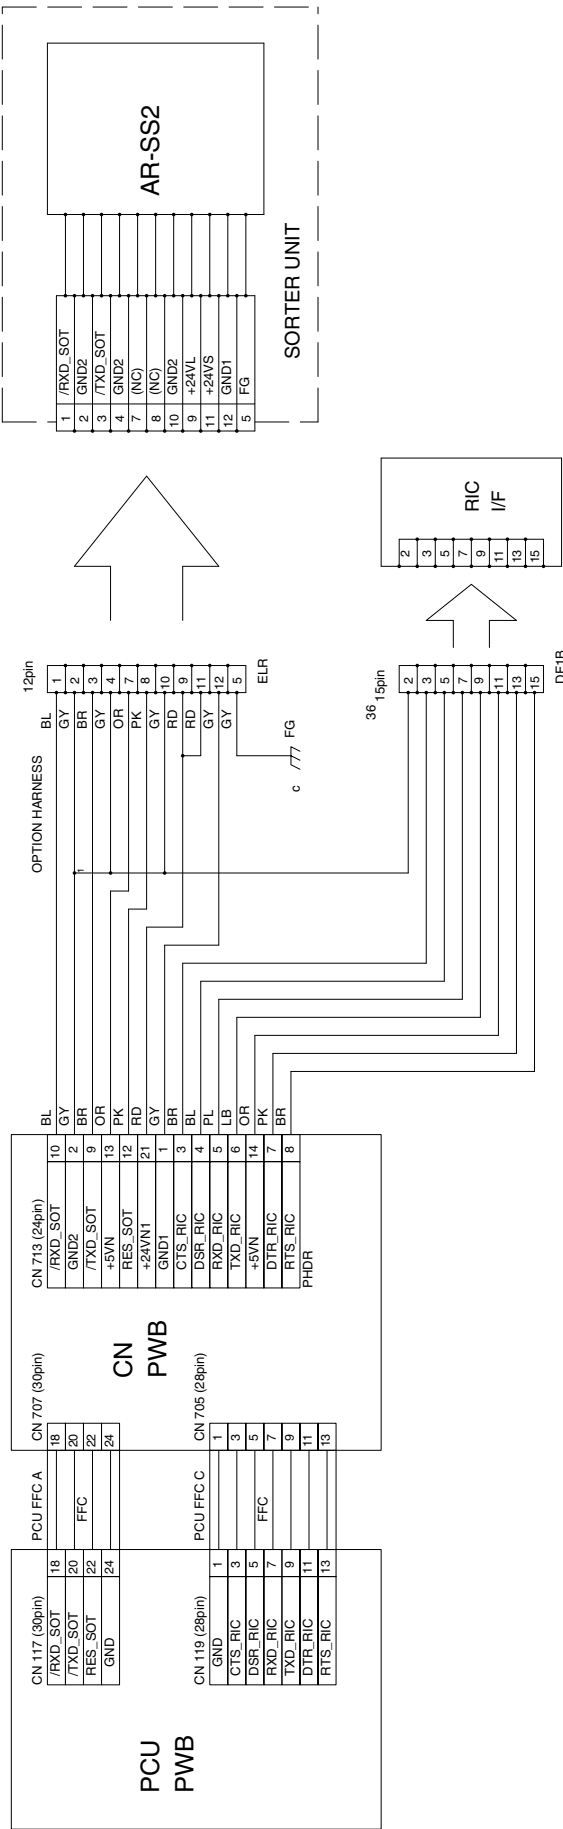 AR-SS2
SORTER UNIT
1 /RXD_SOT
2 GND2
3 /TXD_SOT
4 GND2
7 (NC)
8 (NC)
10 GND2
9 +24VL
11 +24VS
12 GND1
5 FG
RIC
I/F
2
3
5
7
9
11
13
15
12pin
BL 1
GY 2
BR 3
GY 4
OR 7
PK 8
GY 10
RD 9
RD 11
GY 12
GY 5
ELR
OPTION HARNESS
1
c
FG
36
15pin
2
3
5
7
9
11
13
15
DF1B
CN 713 (24pin)
/RXD_SOT 10 BL
GND2 2 GY
/TXD_SOT 9 BR
+5VN 13 OR
RES_SOT 12 PK
+24VN1 21 RD
GND1 1 GY
CTS_RIC 3 BR
DSR_RIC 4 BL
RXD_RIC 5 PL
TXD_RIC 6 LB
+5VN 14 OR
DTR_RIC 7 PK
RTS_RIC 8 BR
PHDR
CN
PWB
CN 707 (30pin)
18
20
22
24
CN 705 (28pin)
1
3
5
7
9
11
13
PCU FFC A
FFC
PCU FFC C
FFC
CN 117 (30pin)
/RXD_SOT 18
/TXD_SOT 20
RES_SOT 22
GND 24
CN 119 (28pin)
GND 1
CTS_RIC 3
DSR_RIC 5
RXD_RIC 7
TXD_RIC 9
DTR_RIC 11
RTS_RIC 13
PCU
PWB